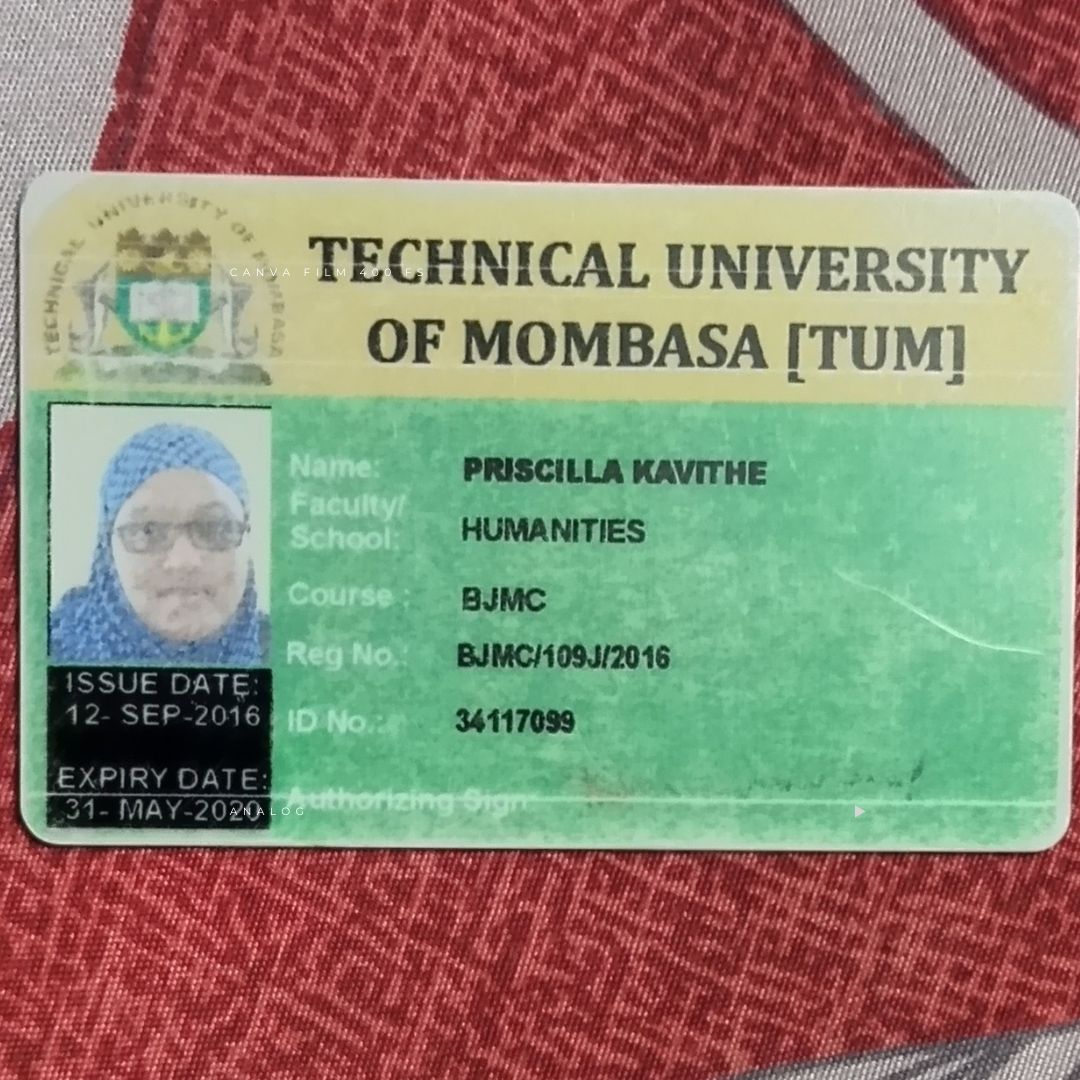 TECHNICAL UNIVERSITY OF MOMBASA
CANVA FILM 400 ES
TECHNICAL UNIVERSITY
OF MOMBASA [TUM]
Name: PRISCILLA KAVITHE
Faculty/
School: HUMANITIES
Course : BJMC
Reg No.: BJMC/109J/2016
ID No.: 34117099
Authorizing Sign
ISSUE DATE:
12- SEP-2016
EXPIRY DATE:
31- MAY-2020
ANALOG